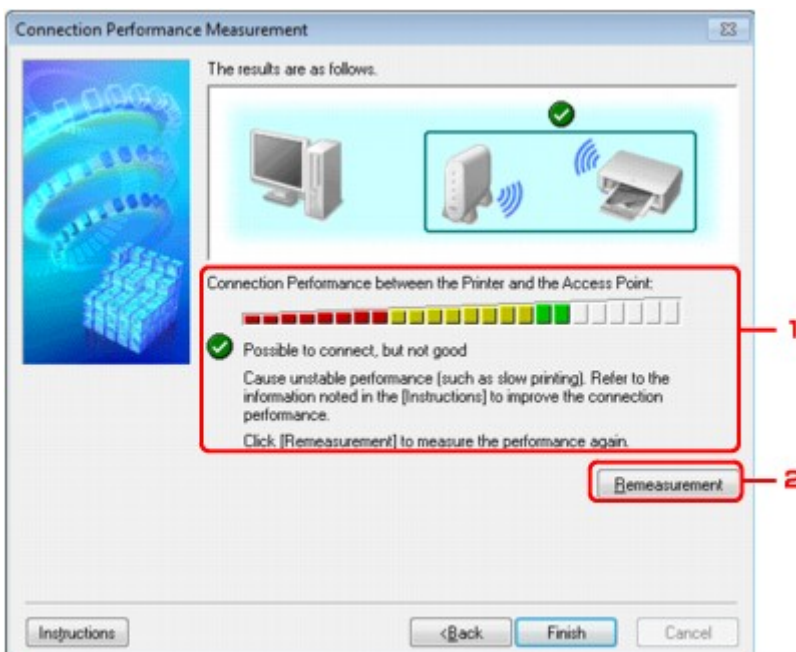 Connection Performance Measurement
The results are as follows.
Connection Performance between the Printer and the Access Point:
Possible to connect, but not good
Cause unstable performance (such as slow printing). Refer to the
information noted in the [Instructions] to improve the connection
performance.
Click [Remeasurement] to measure the performance again.
1
Remeasurement
2
Instructions
<Back
Finish
Cancel